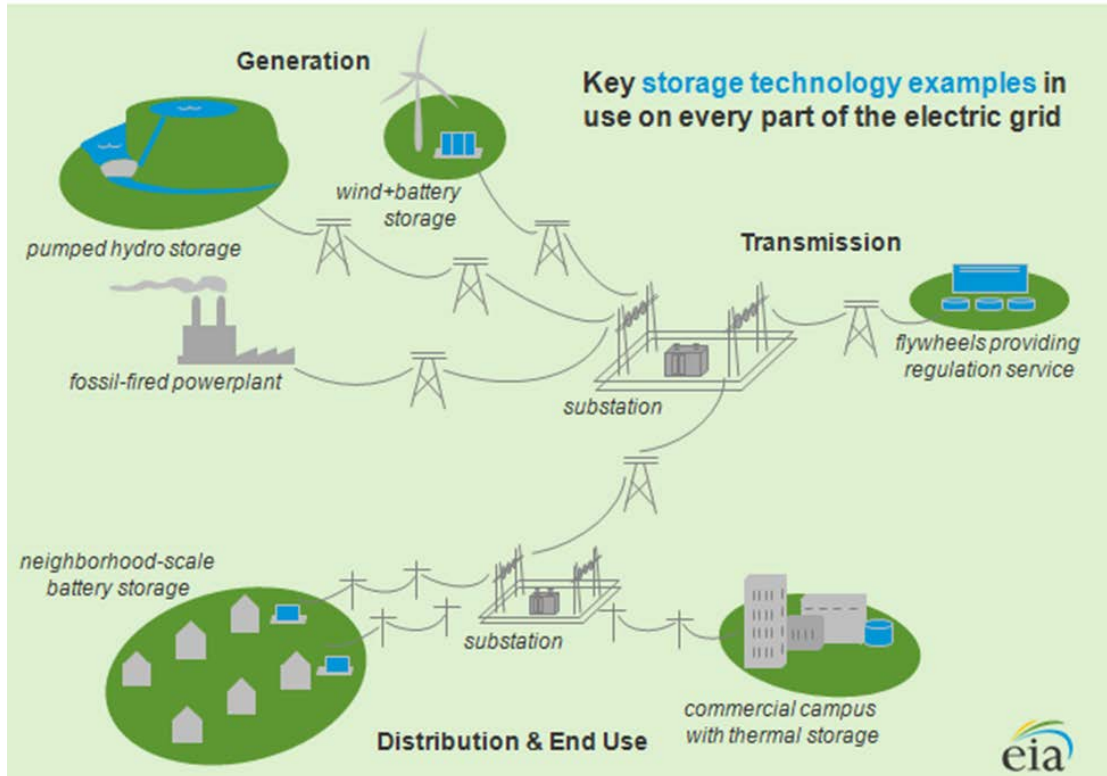 Generation
Key storage technology examples in
use on every part of the electric grid
wind+battery
storage
pumped hydro storage
Transmission
fossil-fired powerplant
flywheels providing
regulation service
substation
neighborhood-scale
battery storage
substation
commercial campus
with thermal storage
Distribution & End Use
eia